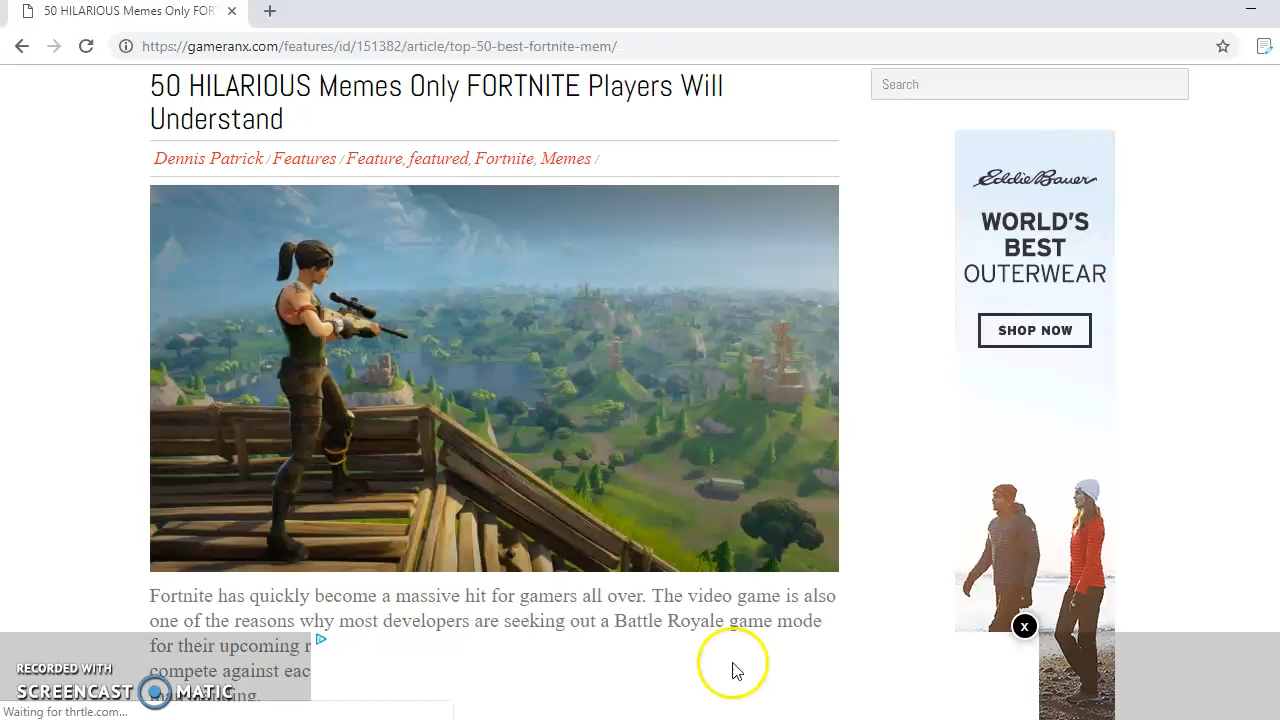 50 HILARIOUS Memes Only FOR
https://gameranx.com/features/id/151382/article/top-50-best-fortnite-mem/
50 HILARIOUS Memes Only FORTNITE Players Will
Understand
Dennis Patrick / Features / Feature, featured, Fortnite, Memes /
Search
Eddie Bauer
WORLD'S
BEST
OUTERWEAR
SHOP NOW
Fortnite has quickly become a massive hit for gamers all over. The video game is also
one of the reasons why most developers are seeking out a Battle Royale game mode
for their upcoming
compete against eac
x
RECORDED WITH
SCREENCAST MATIC
Waiting for thrtle.com...